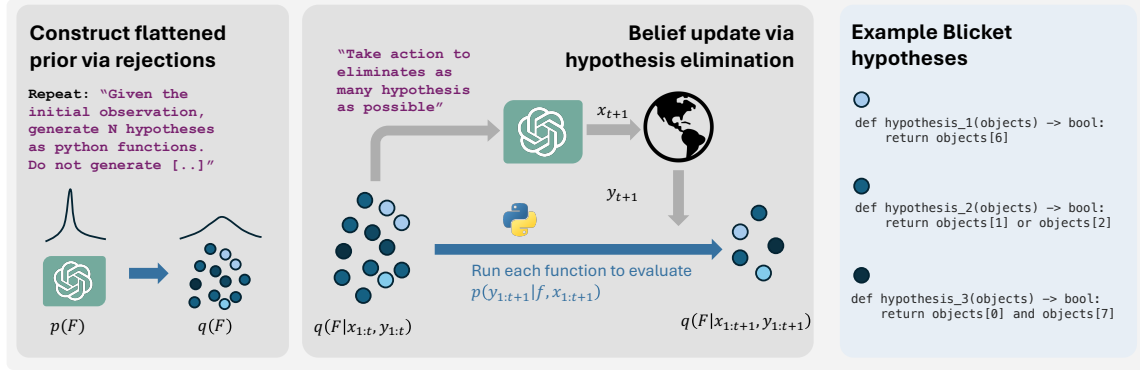 Construct flattened
prior via rejections
Repeat: “Given the
initial observation,
generate N hypotheses
as python functions.
Do not generate [..]”
p(F)
q(F)
Belief update via
hypothesis elimination
“Take action to
eliminates as
many hypothesis
as possible”
x_{t+1}
y_{t+1}
Run each function to evaluate
p(y_{1:t+1}|f, x_{1:t+1})
q(F|x_{1:t}, y_{1:t})
q(F|x_{1:t+1}, y_{1:t+1})
Example Blicket
hypotheses
def hypothesis_1(objects) -> bool:
return objects[6]
def hypothesis_2(objects) -> bool:
return objects[1] or objects[2]
def hypothesis_3(objects) -> bool:
return objects[0] and objects[7]